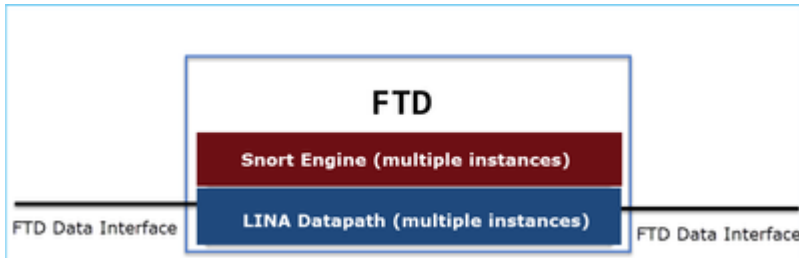 FTD
Snort Engine (multiple instances)
LINA Datapath (multiple instances)
FTD Data Interface
FTD Data Interface